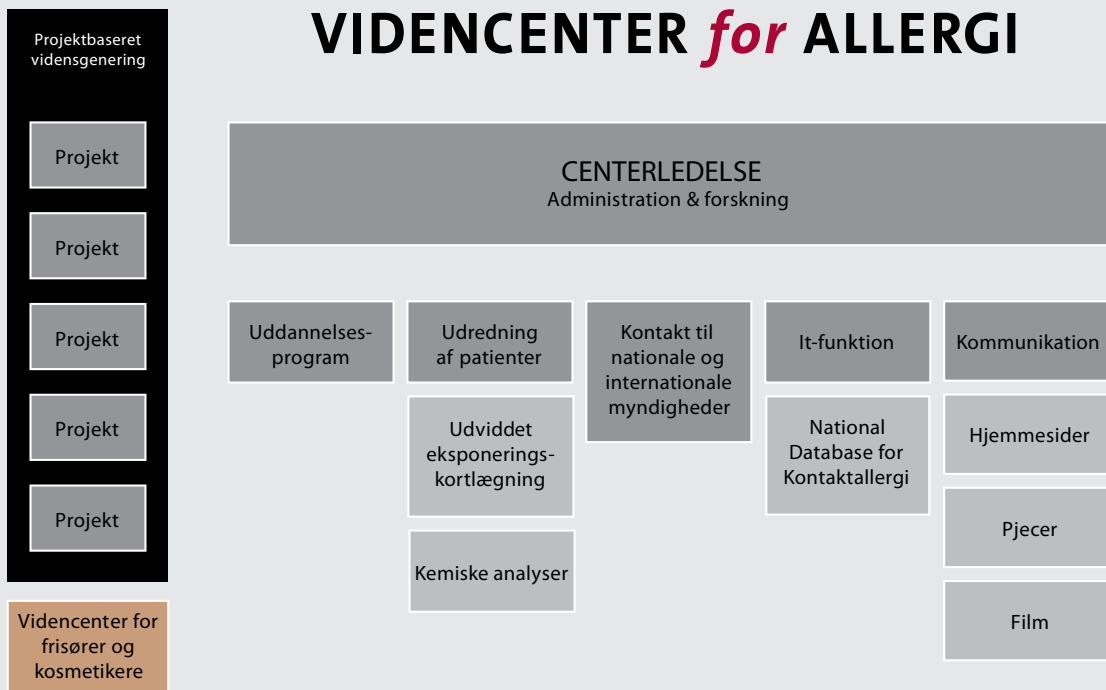 VIDENCENTER for ALLERGI
Projektbaseret
vidensgenering
Projekt
Projekt
Projekt
Projekt
Projekt
Videncenter for
frisører og
kosmetikere
CENTERLEDELSE
Administration & forskning
Uddannelses-
program
Udredning
af patienter
Udviddet
eksponerings-
kortlægning
Kemiske analyser
Kontakt til
nationale og
internationale
myndigheder
It-funktion
National
Database for
Kontaktallergi
Kommunikation
Hjemmesider
Pjecer
Film